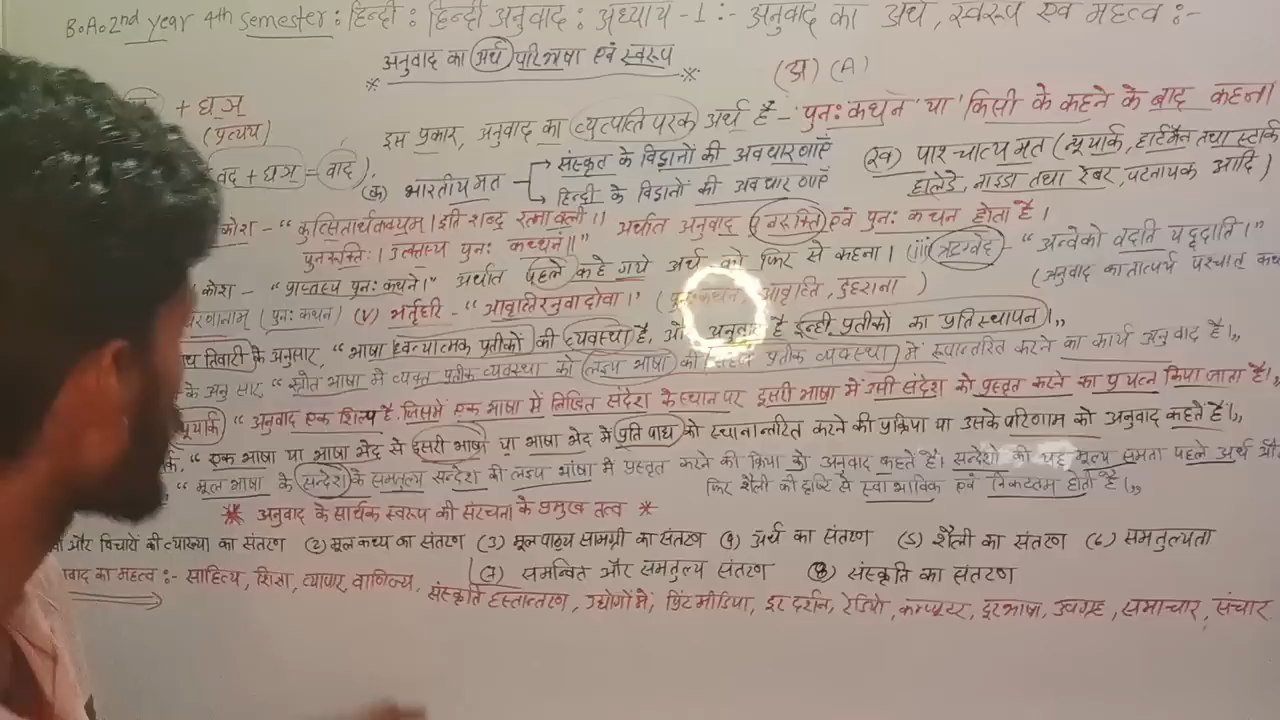 B.A. 2nd year 4th semester : हिन्दी : हिन्दी अनुवाद : अध्याय - 1 :- अनुवाद का अर्थ, स्वरूप एवं महत्व :-
अनुवाद का अर्थ परिभाषा एवं स्वरूप
(अ) (A)
+ घञ्
(प्रत्यय)
इस प्रकार, अनुवाद का व्युत्पत्तिपरक अर्थ है - 'पुनः कथन' या 'किसी के कहने के बाद कहना।
वद + घञ् = वाद).
(क) भारतीय मत
संस्कृत के विद्वानों की अवधारणाएं
हिन्दी के विद्वानों की अवधारणाएं
(ख) पाश्चात्य मत (न्यूयार्क, हार्टमैन तथा स्टार्क
हालेडे, नाइडा तथा टेबर, पटनायक आदि)
कोश - " कुत्सितार्थवाक्यम्। इति शब्द रत्नावली।।
पुनरुक्तिः। उक्तस्य पुनः कथनं॥"
अर्थात अनुवाद एवं पुनः कथन होता है।
कोश - " प्राप्तस्य पुनः कथने।" अर्थात पहले कहे गये अर्थ को फिर से कहना। (iii) ऋग्वेद - " अन्वेको वदति यद्ददाति।"
(अनुवाद का तात्पर्य पश्चात
(पुनः कथन) (v) भर्तृहरि - " आवृत्तिरनुवादोवा।" (पुनः कथन, आवृत्ति, दुहराना )
तिवारी के अनुसार, " भाषा ध्वन्यात्मक प्रतीकों की व्यवस्था है, और अनुवाद है इन्हीं प्रतीकों का प्रतिस्थापन।"
के अनुसार " स्रोत भाषा में व्यक्त प्रतीक व्यवस्था को लक्ष्य भाषा की सहज प्रतीक व्यवस्था में रूपान्तरित करने का कार्य अनुवाद है।"
" अनुवाद एक शिल्प है. जिसमें एक भाषा में लिखित संदेश के स्थान पर दूसरी भाषा में उसी संदेश को प्रस्तुत करने का प्रयत्न किया जाता है।"
" एक भाषा या भाषा भेद से दूसरी भाषा या भाषा भेद में प्रतिपाद्य को स्थानान्तरित करने की प्रक्रिया या उसके परिणाम को अनुवाद कहते हैं।"
" मूल भाषा के सन्देश के समतुल्य सन्देश को लक्ष्य भाषा में प्रस्तुत करने की क्रिया को अनुवाद कहते हैं। सन्देशों की यह मूल्य समता पहले अर्थ और
फिर शैली की दृष्टि से स्वाभाविक एवं निकटतम होता है।"
* अनुवाद के सार्थक स्वरूप की संरचना के प्रमुख तत्व *
और विचारों की व्याख्या का संतरण (2) मूल कथ्य का संतरण (3) मूल पाठ्य सामग्री का संतरण (4) अर्थ का संतरण (5) शैली का संतरण (6) समतुल्यता
(7) समन्वित और समतुल्य संतरण (8) संस्कृति का संतरण
का महत्व :- साहित्य, शिक्षा, व्यापार, वाणिज्य, संस्कृति हस्तान्तरण, उद्योगों में, प्रिंट मीडिया, दूरदर्शन, रेडियो, कम्प्यूटर, दूरभाष, उपग्रह, समाचार, संचार